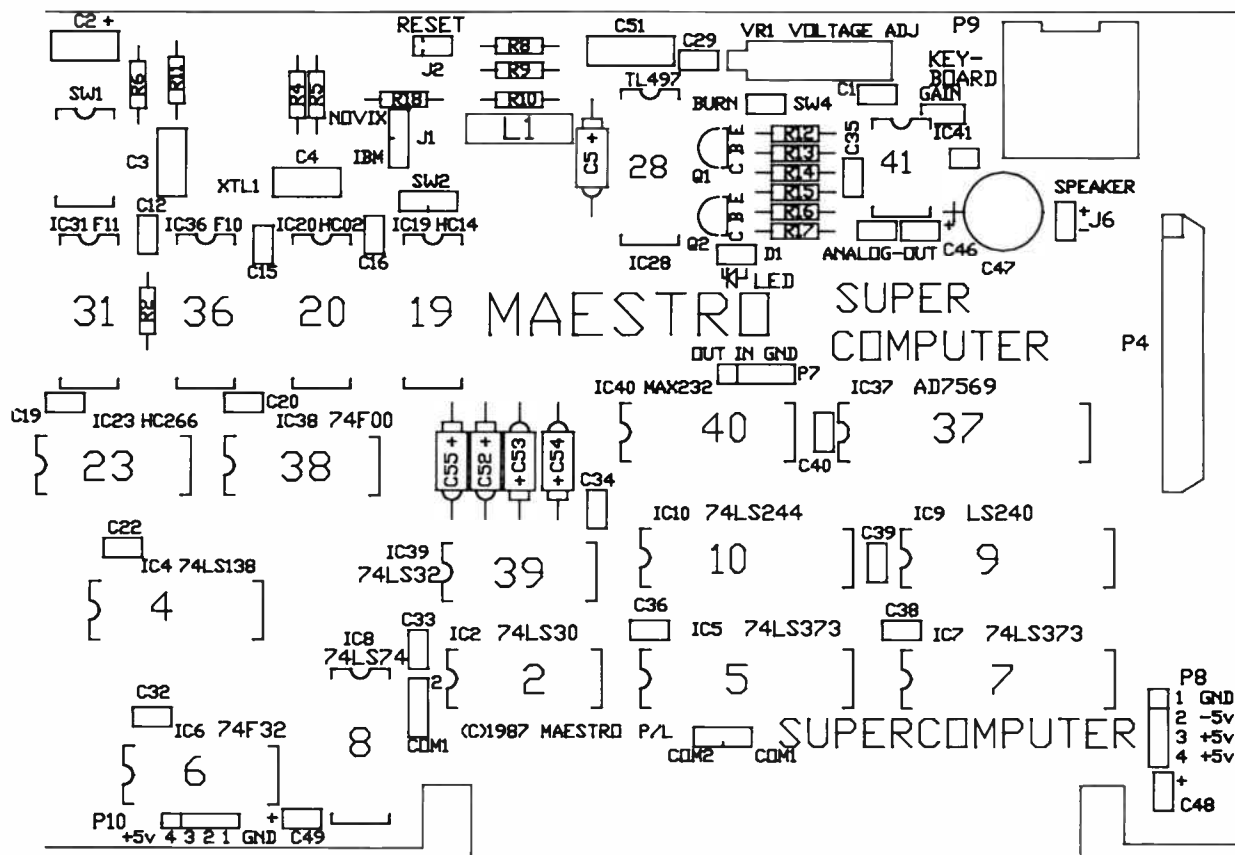 C2 +
RESET
C51
C29
VR1 VOLTAGE ADJ
P9
KEY-
BOARD
GAIN
R6
R11
R4
R5
J2
R8
R9
R10
R18
TL497
BURN
SW4
C1
IC41
SW1
NOVIX
J1
IBM
L1
C5 +
28
Q1
C B E
R12
R13
R14
R15
R16
R17
C35
41
C3
XTL1
C4
SW2
SPEAKER
+
-
J6
C12
IC31 F11
IC36 F10
IC20 HC02
IC19 HC14
C15
C16
Q2
C B E
IC28
D1
LED
ANALOG-OUT
+
C46
C47
31
R2
36
20
19
MAESTRO
SUPER
COMPUTER
P4
OUT IN GND
P7
C19
C20
IC23 HC266
IC38 74F00
IC40 MAX232
IC37 AD7569
23
38
C55 +
C52 +
+ C53
+ C54
40
C40
37
C34
C22
IC4 74LS138
4
IC39
74LS32
39
IC10 74LS244
10
C39
IC9 LS240
9
C33
IC8
74LS74
IC2 74LS30
2
C36
IC5 74LS373
5
C38
IC7 74LS373
7
C32
IC6 74F32
6
8
2
COM1
(C)1987 MAESTRO P/L
COM2
COM1
SUPERCOMPUTER
P8
1 GND
2 -5v
3 +5v
4 +5v
+
C48
P10
+5v 4 3 2 1 GND
+
C49